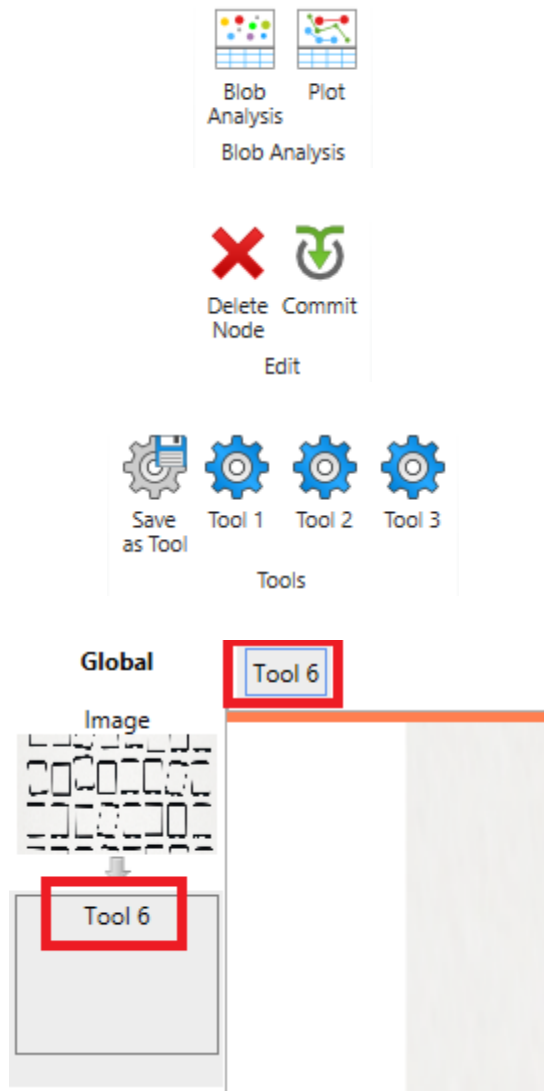 Blob Plot
Analysis
Blob Analysis
Delete Commit
Node
Edit
Save Tool 1 Tool 2 Tool 3
as Tool
Tools
Global Tool 6
Image
Tool 6